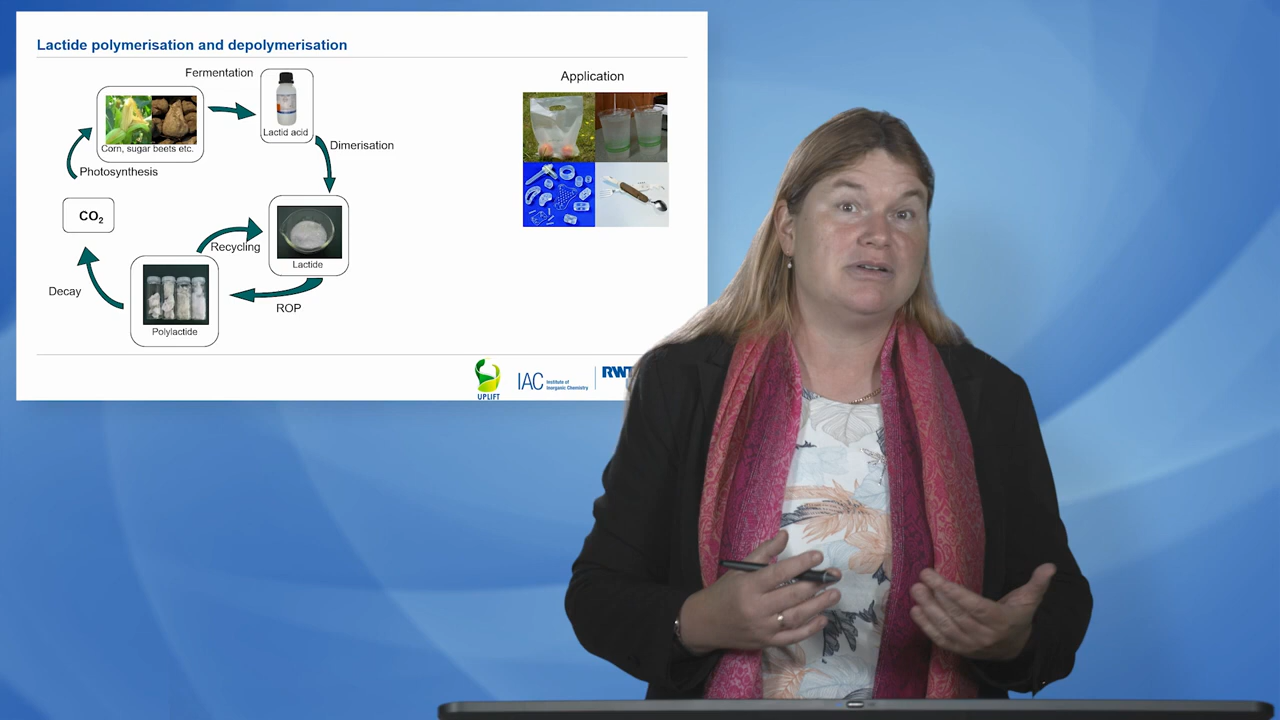 Lactide polymerisation and depolymerisation
Fermentation
Lactid acid
Corn, sugar beets etc.
Photosynthesis
Dimerisation
CO2
Recycling
Lactide
Decay
ROP
Polylactide
Application
UPLIFT
IAC
Institute of
Inorganic Chemistry